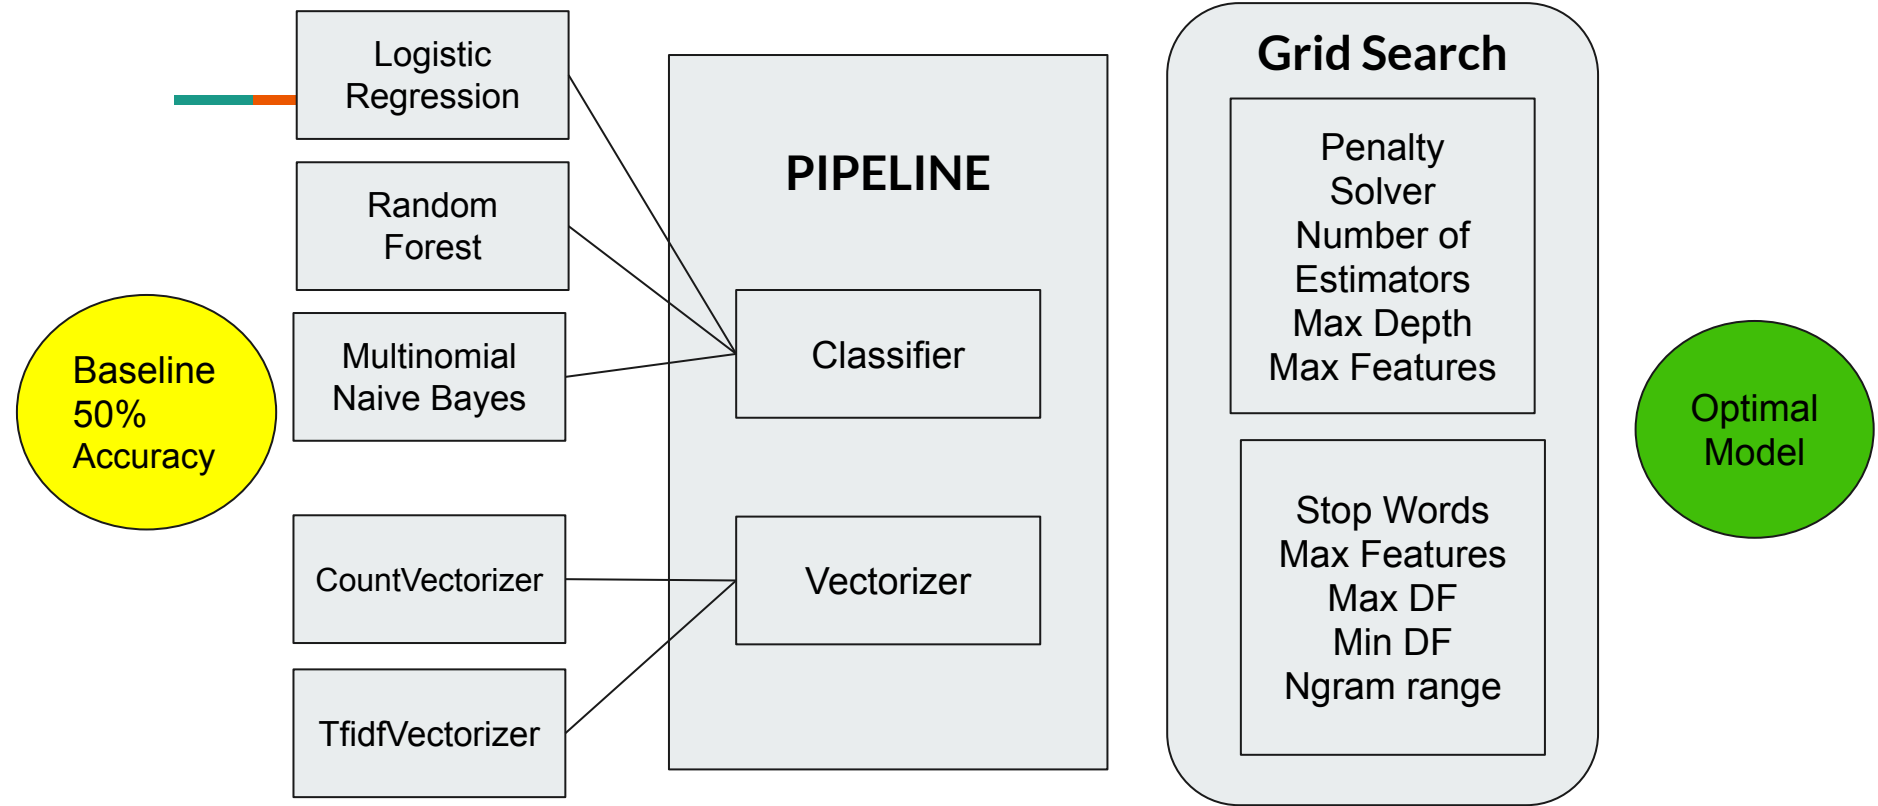 Baseline
50%
Accuracy
Logistic
Regression
Random
Forest
Multinomial
Naive Bayes
CountVectorizer
TfidfVectorizer
PIPELINE
Classifier
Vectorizer
Grid Search
Penalty
Solver
Number of
Estimators
Max Depth
Max Features
Stop Words
Max Features
Max DF
Min DF
Ngram range
Optimal
Model